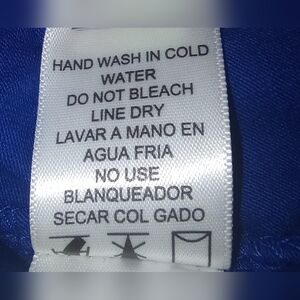 HAND WASH IN COLD
WATER
DO NOT BLEACH
LINE DRY
LAVAR A MANO EN
AGUA FRIA
NO USE
BLANQUEADOR
SECAR COL GADO